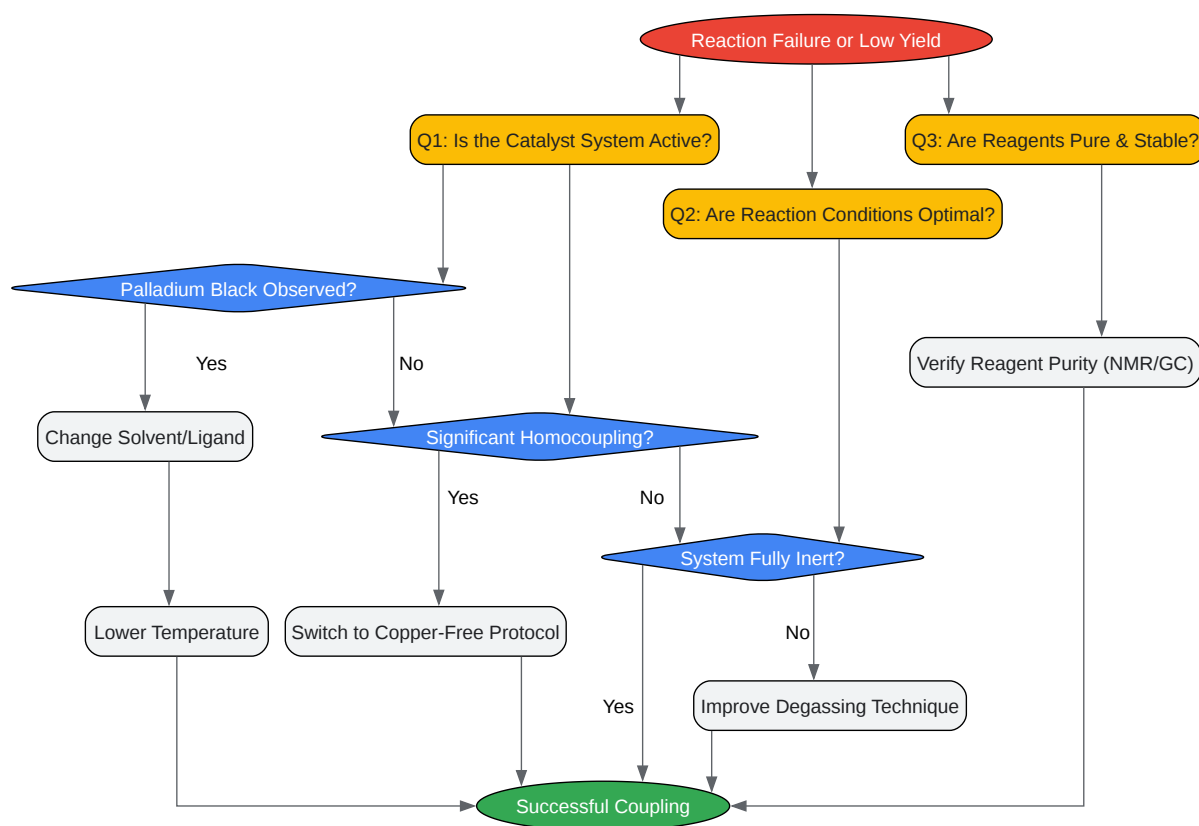 Reaction Failure or Low Yield
Q1: Is the Catalyst System Active?
Q3: Are Reagents Pure & Stable?
Q2: Are Reaction Conditions Optimal?
Palladium Black Observed?
Yes
No
Verify Reagent Purity (NMR/GC)
Change Solvent/Ligand
Significant Homocoupling?
Yes
No
System Fully Inert?
Lower Temperature
Switch to Copper-Free Protocol
No
Yes
Improve Degassing Technique
Successful Coupling